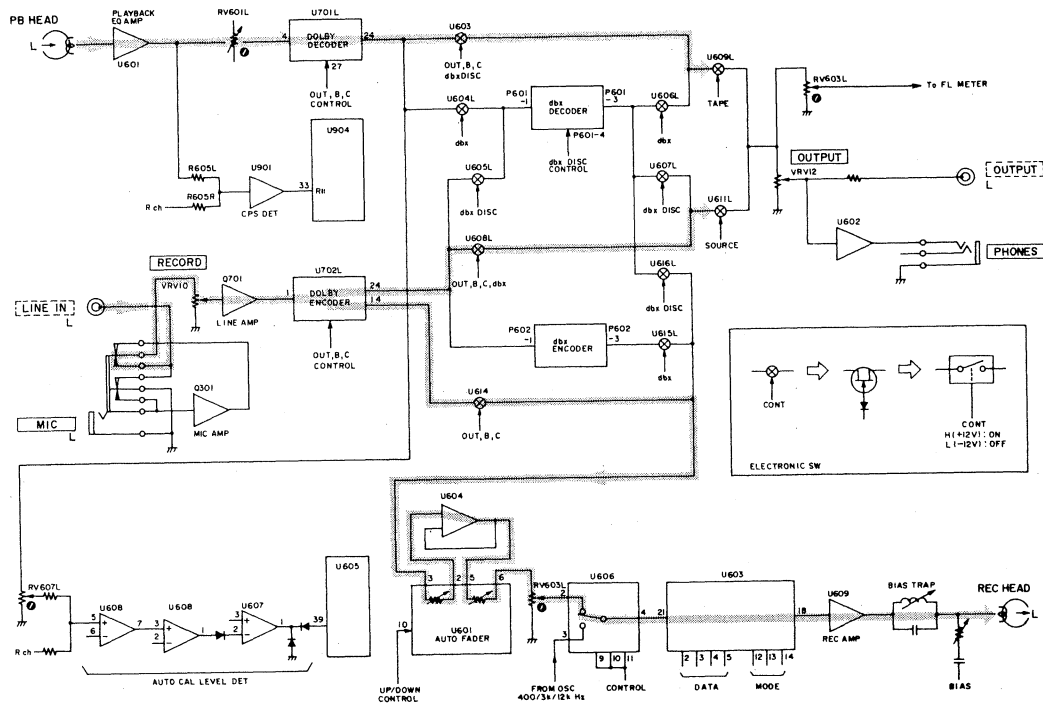 PB HEAD
L
PLAYBACK
EQ AMP
U601
RV601L
U701L
4
DOLBY
DECODER
24
27
OUT, B, C
CONTROL
U603
OUT, B, C
dbxDISC
U604L
dbx
P601
-1
dbx
DECODER
P601
-3
P601-4
dbx DISC
CONTROL
U606L
dbx
U609L
TAPE
RV603L
To FL METER
U605L
dbx DISC
U607L
dbx DISC
U611L
SOURCE
OUTPUT
VRV12
OUTPUT
L
U602
PHONES
R605L
R605R
R ch
U901
CPS DET
33
U904
R11
RECORD
VRV10
LINE IN
L
Q701
LINE AMP
1
U702L
DOLBY
ENCODER
24
14
OUT, B, C
CONTROL
U608L
OUT, B, C, dbx
U616L
dbx DISC
P602
-1
dbx
ENCODER
P602
-3
U615L
dbx
U614
OUT, B, C
MIC
L
Q301
MIC AMP
CONT
CONT
H(+12V): ON
L(-12V): OFF
ELECTRONIC SW
RV607L
R ch
5
6
U608
7
3
2
U608
1
3
2
U607
1
39
U605
AUTO CAL LEVEL DET
U604
3
2
5
6
10
U601
AUTO FADER
UP/DOWN
CONTROL
RV603L
U606
2
3
4
9
10
11
FROM OSC
400/3k/12k Hz
CONTROL
U603
21
18
2
3
4
5
12
13
14
DATA
MODE
U609
REC AMP
BIAS TRAP
BIAS
REC HEAD
L